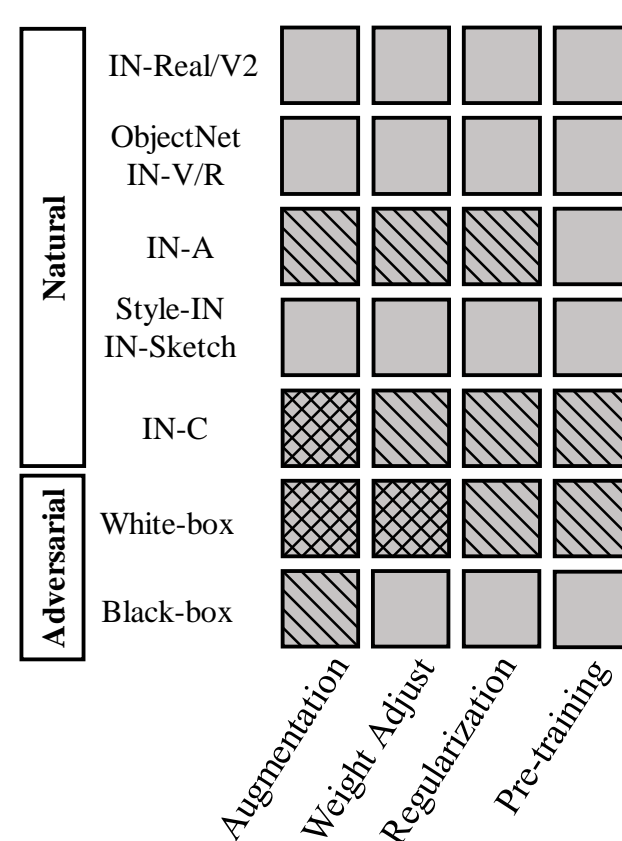 Natural
IN-Real/V2
ObjectNet
IN-V/R
IN-A
Style-IN
IN-Sketch
IN-C
Adversarial
White-box
Black-box
Augmentation
Weight Adjust
Regularization
Pre-training